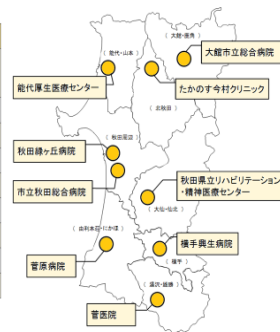 (大館・鹿角)
大館市立総合病院
(能代・山本)
能代厚生医療センター
たかのす今村クリニック
(北秋田)
(秋田周辺)
秋田緑ヶ丘病院
市立秋田総合病院
秋田県立リハビリテーション
・精神医療センター
(大仙・仙北)
(由利本荘・にかほ)
菅原病院
横手興生病院
(横手)
(湯沢・雄勝)
菅医院